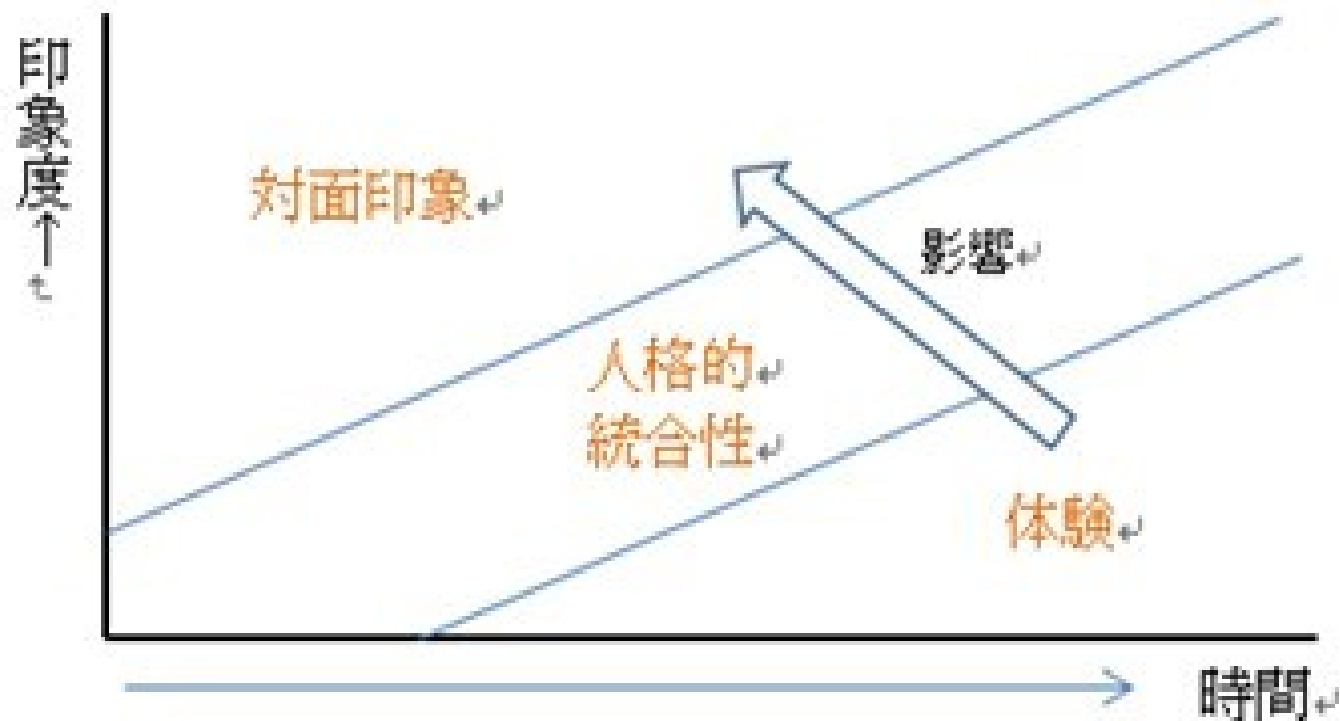 印象度→
対面印象
影響
人格的
統合性
体験
時間